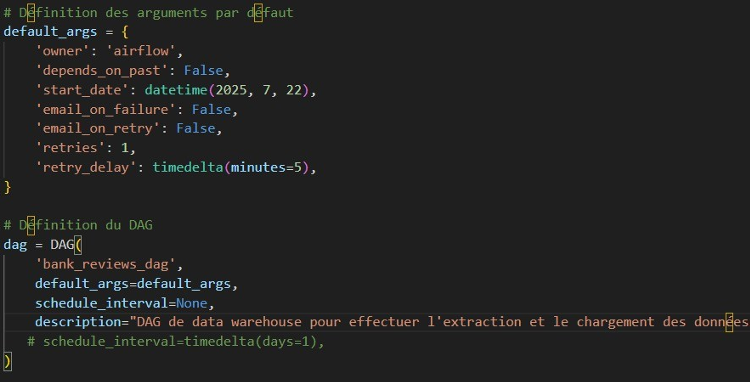 # Définition des arguments par défaut
default_args = {
    'owner': 'airflow',
    'depends_on_past': False,
    'start_date': datetime(2025, 7, 22),
    'email_on_failure': False,
    'email_on_retry': False,
    'retries': 1,
    'retry_delay': timedelta(minutes=5),
}
# Définition du DAG
dag = DAG(
    'bank_reviews_dag',
    default_args=default_args,
    schedule_interval=None,
    description="DAG de data warehouse pour effectuer l'extraction et le chargement des données
   # schedule_interval=timedelta(days=1),
)